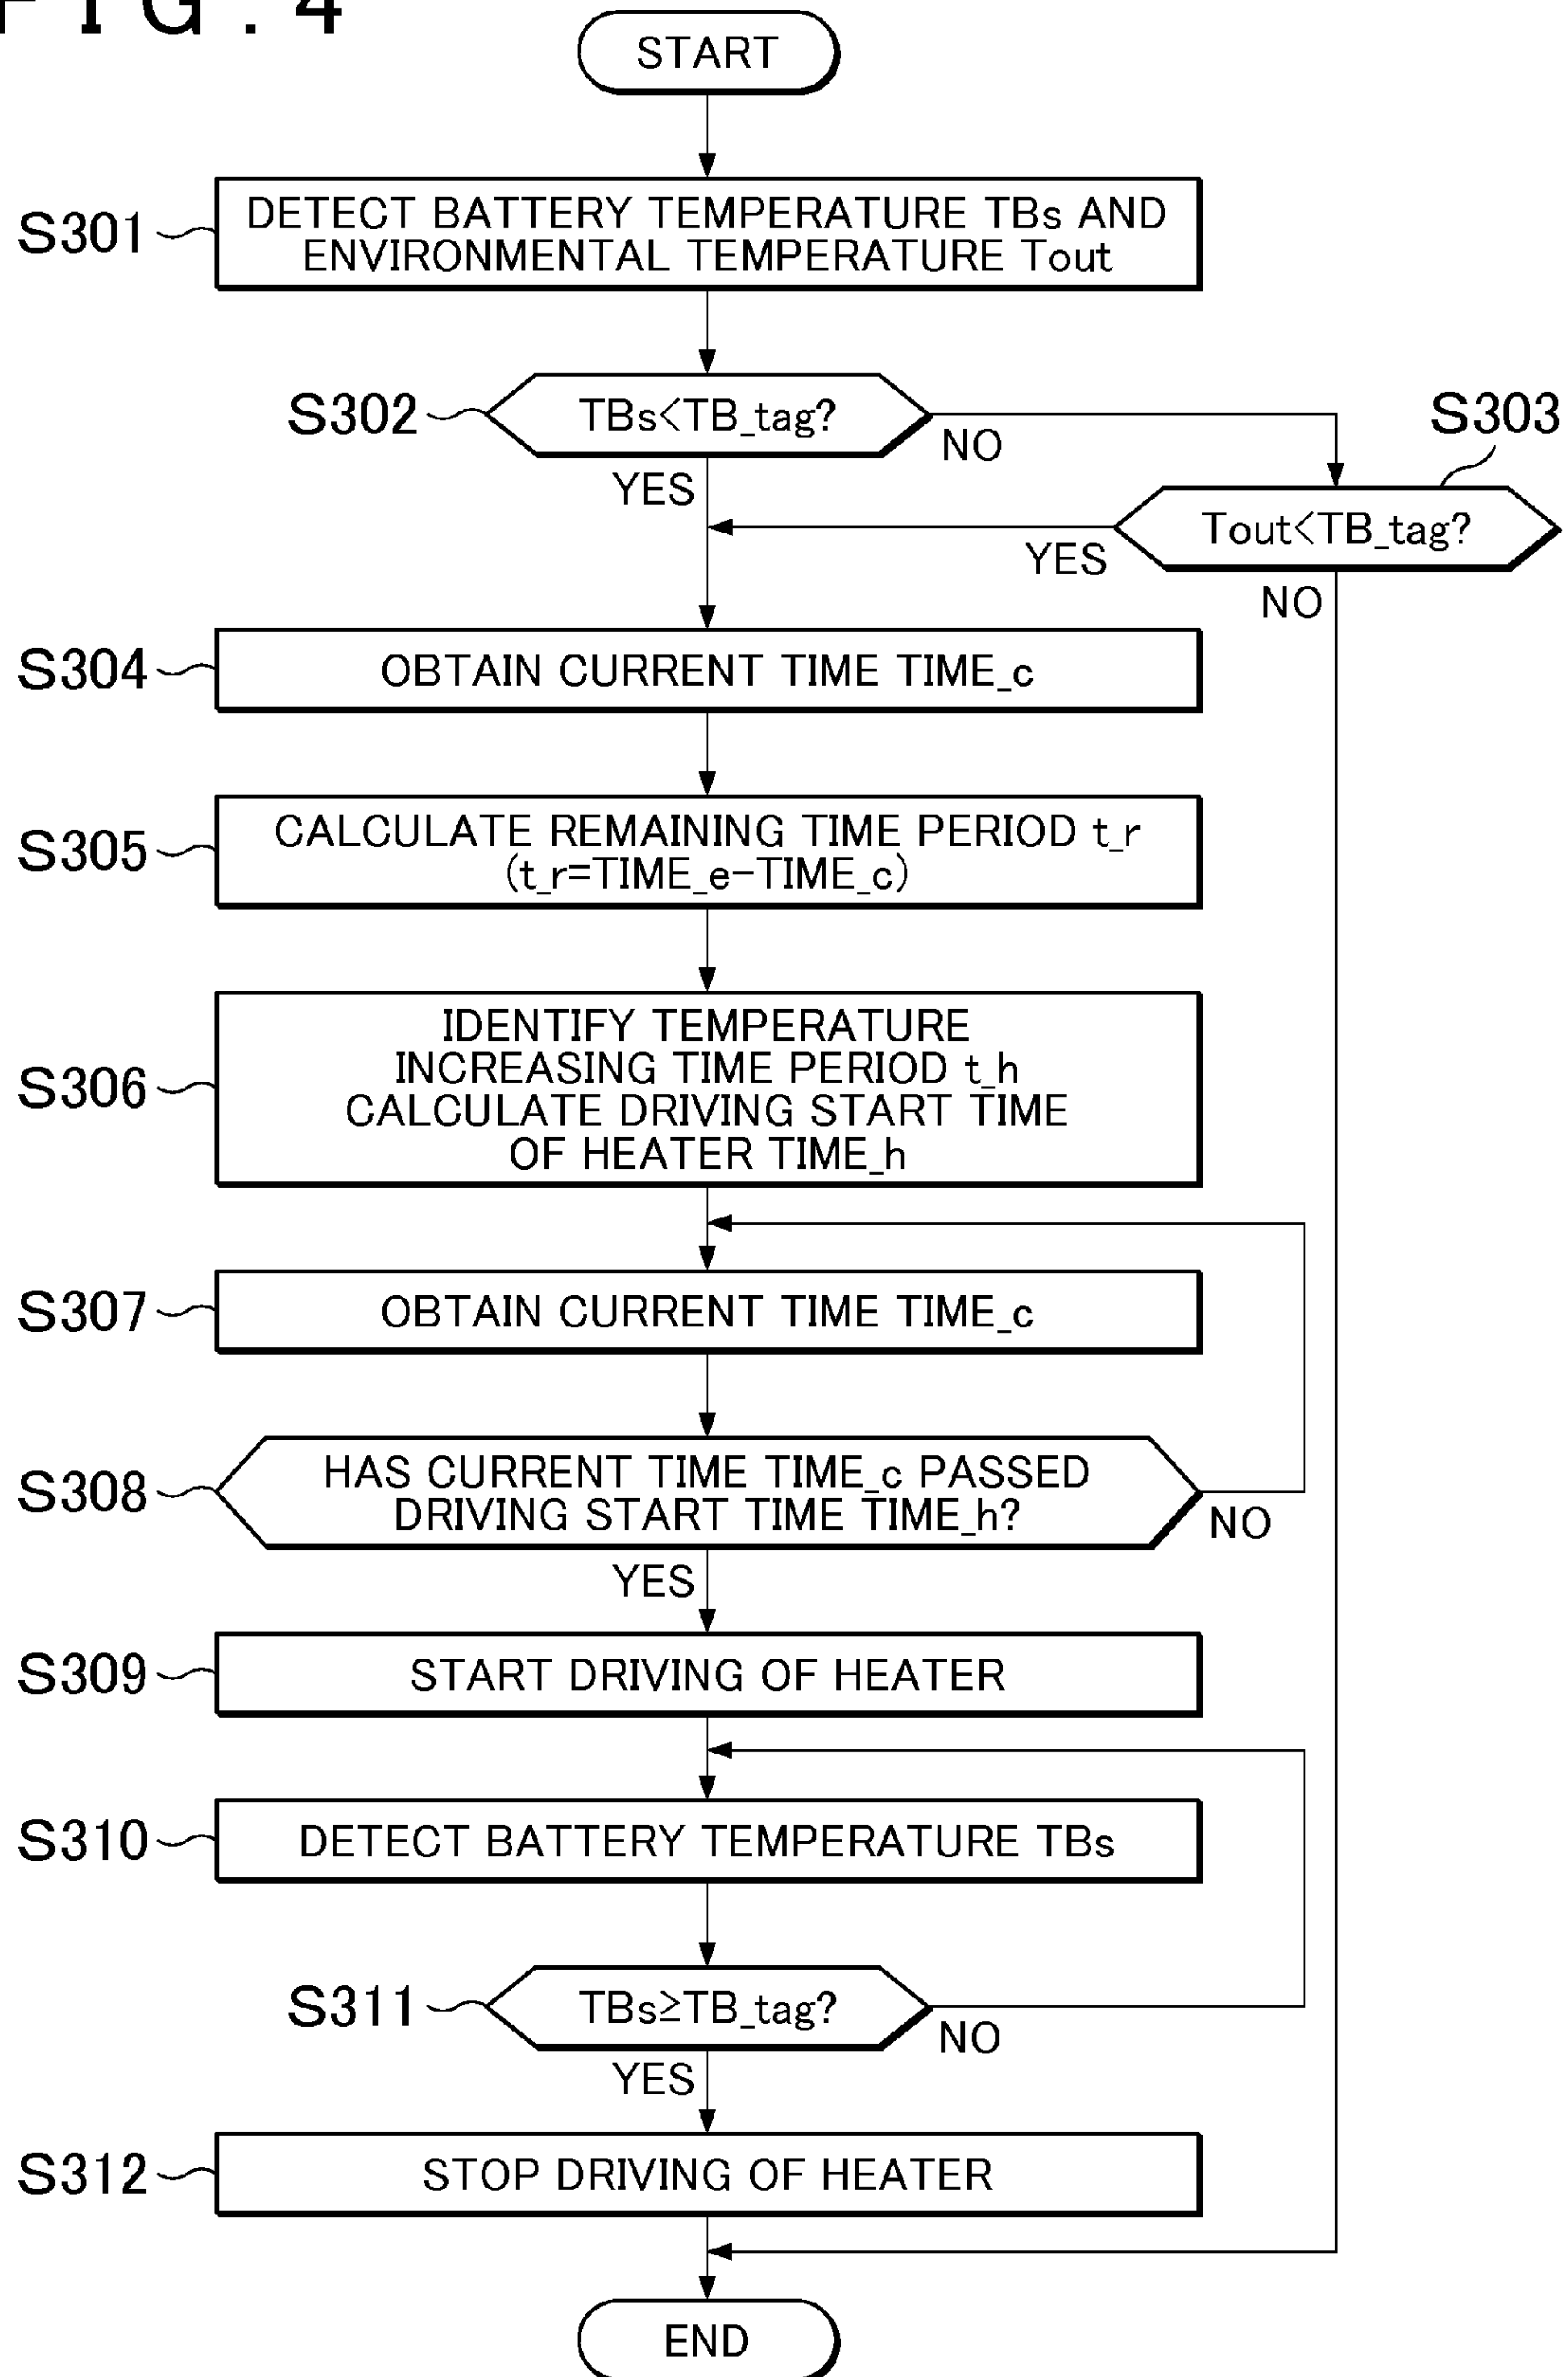 FIG.4
START
S301
DETECT BATTERY TEMPERATURE TBs AND
ENVIRONMENTAL TEMPERATURE Tout
S302
TBs<TB_tag?
NO
YES
S303
Tout<TB_tag?
YES
NO
S304
OBTAIN CURRENT TIME TIME_c
S305
CALCULATE REMAINING TIME PERIOD t_r
(t_r=TIME_e-TIME_c)
S306
IDENTIFY TEMPERATURE
INCREASING TIME PERIOD t_h
CALCULATE DRIVING START TIME
OF HEATER TIME_h
S307
OBTAIN CURRENT TIME TIME_c
S308
HAS CURRENT TIME TIME_c PASSED
DRIVING START TIME TIME_h?
NO
YES
S309
START DRIVING OF HEATER
S310
DETECT BATTERY TEMPERATURE TBs
S311
TBs≥TB_tag?
NO
YES
S312
STOP DRIVING OF HEATER
END